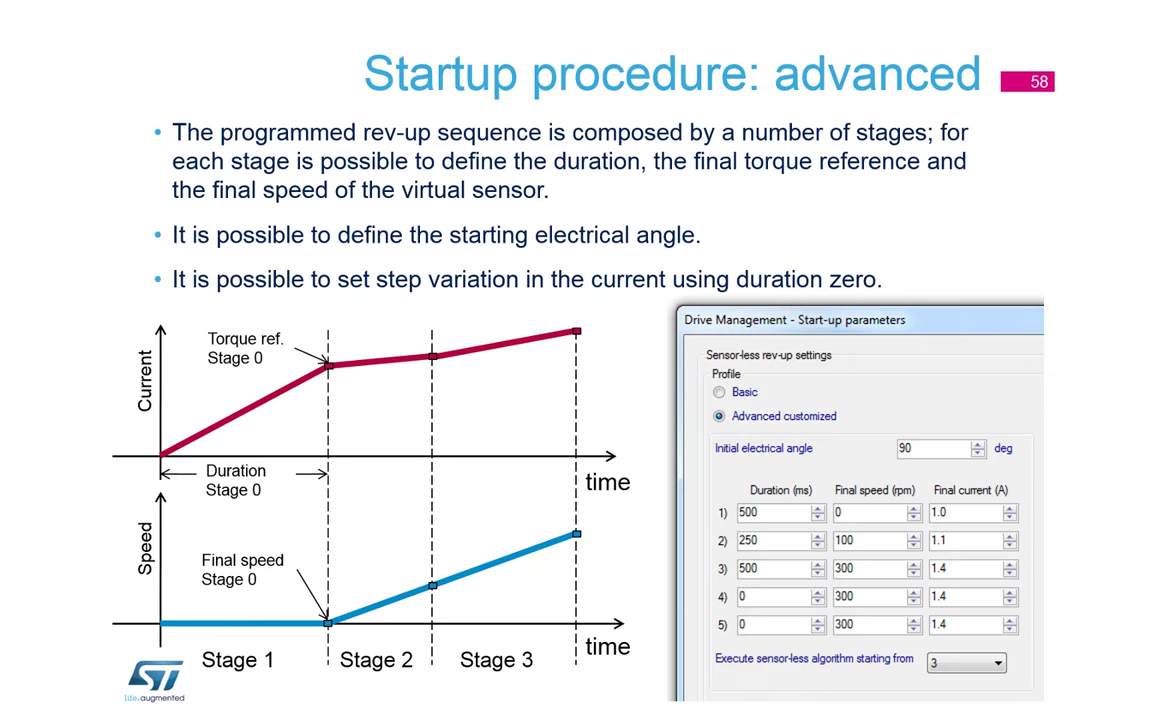 Startup procedure: advanced
58
• The programmed rev-up sequence is composed by a number of stages; for
each stage is possible to define the duration, the final torque reference and
the final speed of the virtual sensor.
• It is possible to define the starting electrical angle.
• It is possible to set step variation in the current using duration zero.
Current
Torque ref.
Stage 0
Duration
Stage 0
time
Speed
Final speed
Stage 0
time
Stage 1
Stage 2
Stage 3
ST
life.augmented
Drive Management - Start-up parameters
Sensor-less rev-up settings
Profile
Basic
Advanced customized
Initial electrical angle 90 deg
Duration (ms) Final speed (rpm) Final current (A)
1) 500 0 1.0
2) 250 100 1.1
3) 500 300 1.4
4) 0 300 1.4
5) 0 300 1.4
Execute sensor-less algorithm starting from 3